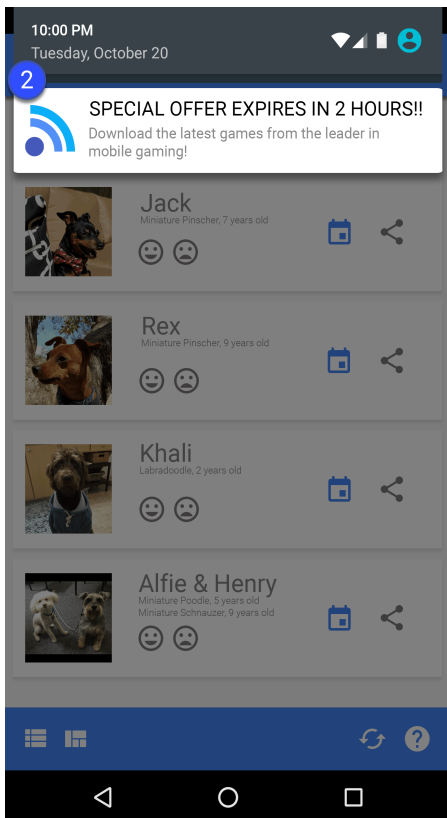 10:00 PM
Tuesday, October 20
2
SPECIAL OFFER EXPIRES IN 2 HOURS!!
Download the latest games from the leader in
mobile gaming!
Jack
Miniature Pinscher, 7 years old
Rex
Miniature Pinscher, 9 years old
Khali
Labradoodle, 2 years old
Alfie & Henry
Miniature Poodle, 5 years old
Miniature Schnauzer, 9 years old
?